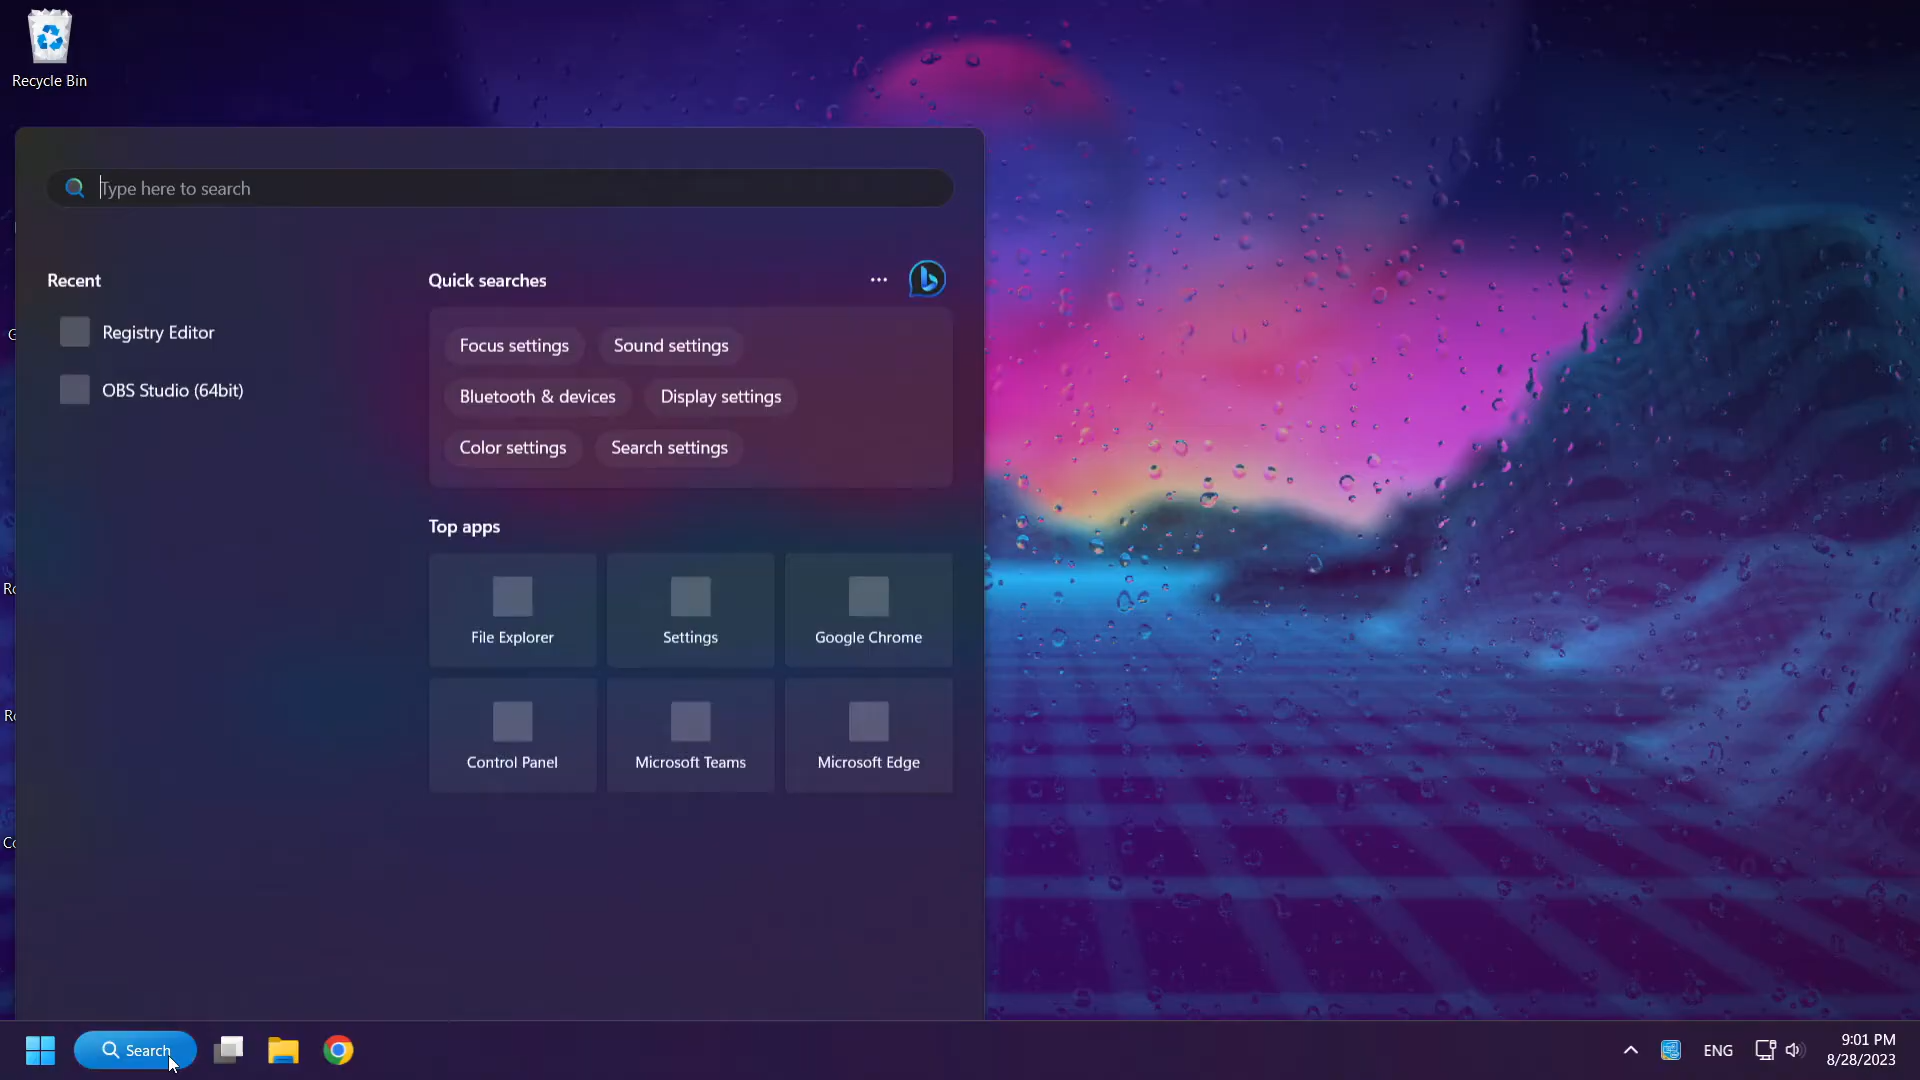 Recycle Bin
Type here to search
Recent
Quick searches
...
Registry Editor
OBS Studio (64bit)
Focus settings
Sound settings
Bluetooth & devices
Display settings
Color settings
Search settings
Top apps
File Explorer
Settings
Google Chrome
Control Panel
Microsoft Teams
Microsoft Edge
Search
ENG
9:01 PM
8/28/2023